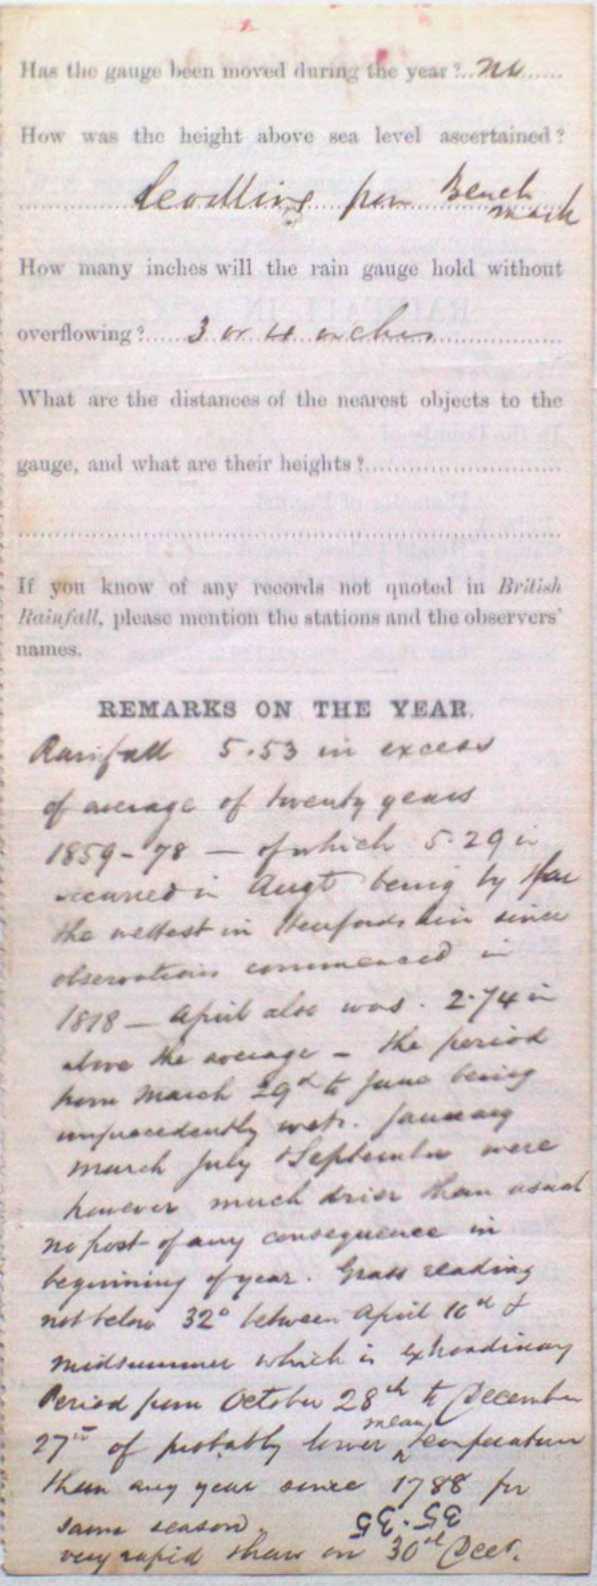 Has the gauge been moved during the year? no
How was the height above sea level ascertained?
Levelling from Bench
mark
How many inches will the rain gauge hold without
overflowing? 3 or 4 inches
What are the distances of the nearest objects to the
gauge, and what are their heights?
If you know of any records not quoted in British
Rainfall, please mention the stations and the observers'
names.
REMARKS ON THE YEAR.
Rainfall 5.53 in excess
of average of twenty years
1859-78 — of which 5.29 in
occurred in Augt being by far
the wettest in since
observations commenced in
1818 — April also was 2.74 in
above the average — the period
from March 29th to June being
unprecedently wet. January
March July & September were
however much drier than usual
no frost of any consequence in
beginning of year. Grass reading
not below 32° between April 16th &
midsummer which is
Period from October 28th to December
27th of probably lower mean temperature
than any year since 1788 for
same season. 35.35
very rapid thaw on 30th Decr.